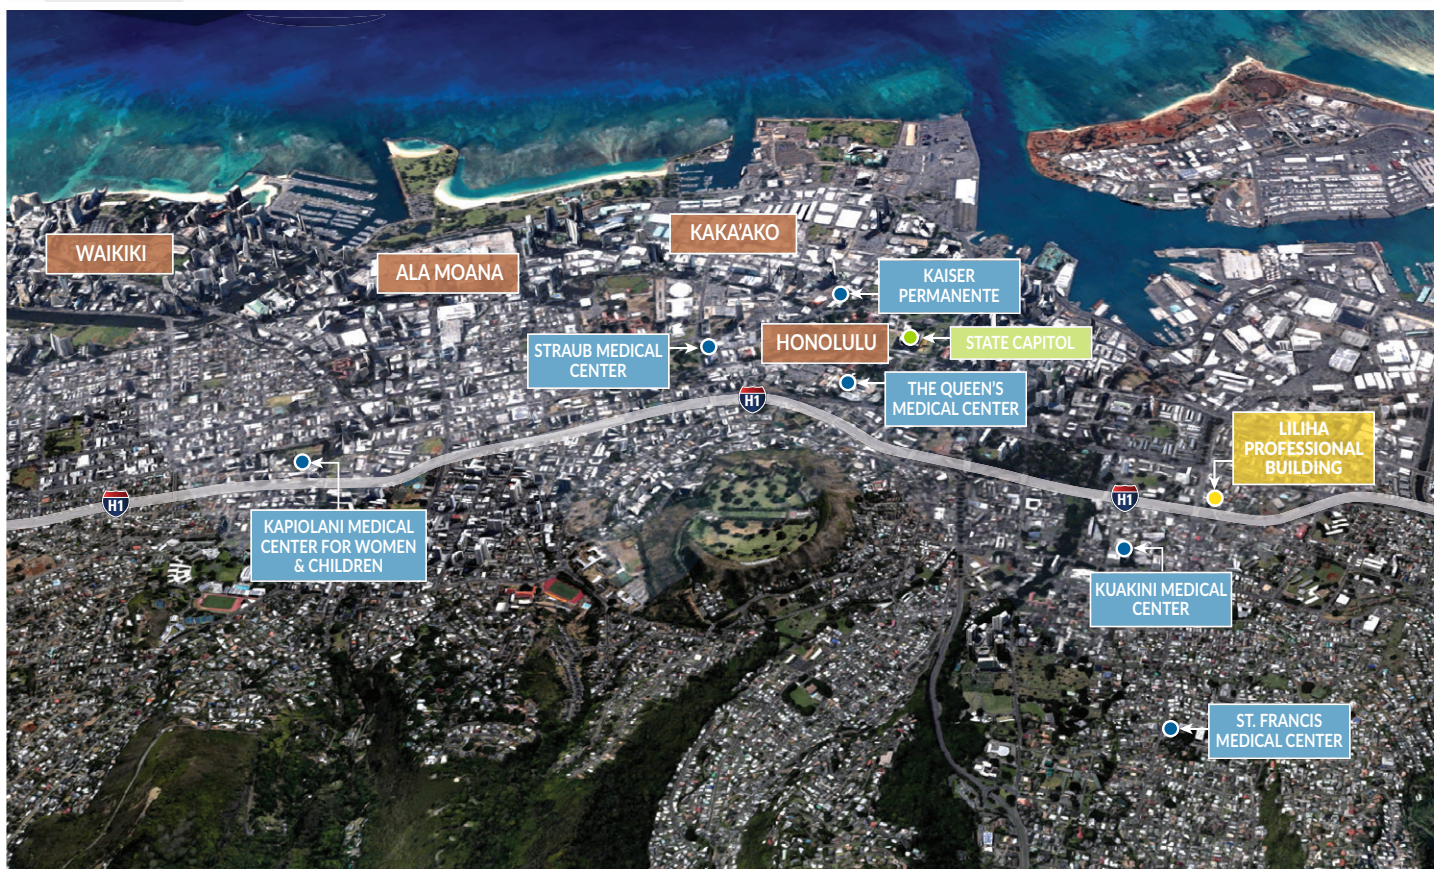 WAIKIKI
ALA MOANA
KAKA'AKO
KAISER
PERMANENTE
STRAUB MEDICAL
CENTER
HONOLULU
STATE CAPITOL
THE QUEEN'S
MEDICAL CENTER
H1
LILIHA
PROFESSIONAL
BUILDING
H1
H1
KAPIOLANI MEDICAL
CENTER FOR WOMEN
& CHILDREN
KUAKINI MEDICAL
CENTER
ST. FRANCIS
MEDICAL CENTER